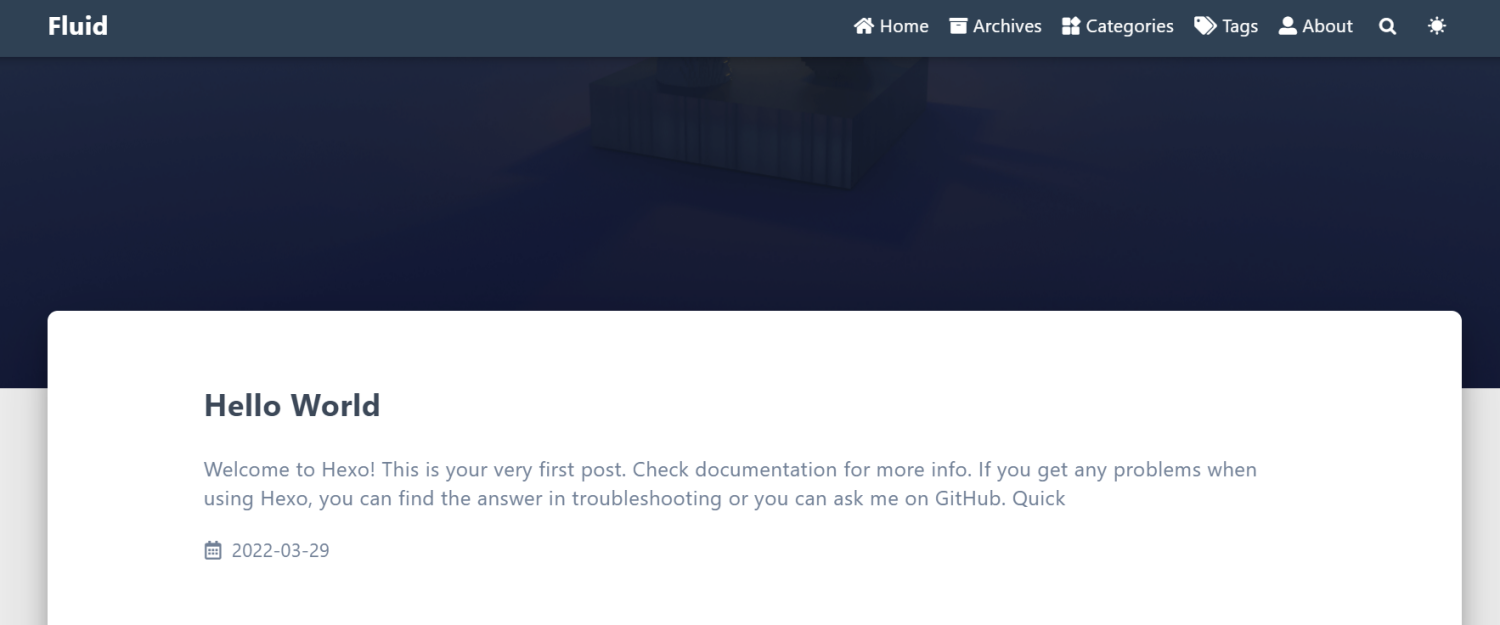 Fluid
Home Archives Categories Tags About
Hello World
Welcome to Hexo! This is your very first post. Check documentation for more info. If you get any problems when
using Hexo, you can find the answer in troubleshooting or you can ask me on GitHub. Quick
2022-03-29